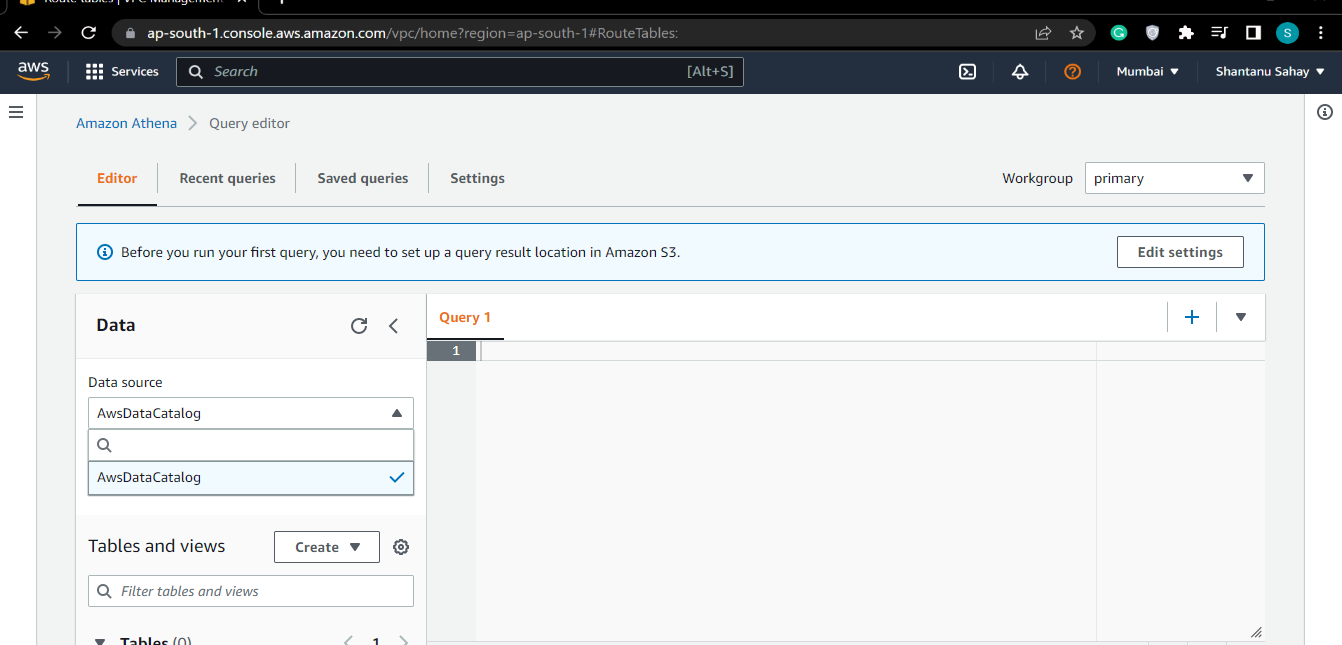 Route tables | VPC Management
ap-south-1.console.aws.amazon.com/vpc/home?region=ap-south-1#RouteTables:
aws
Services
Search
[Alt+S]
Mumbai
Shantanu Sahay
S
Amazon Athena
Query editor
Editor
Recent queries
Saved queries
Settings
Workgroup
primary
Before you run your first query, you need to set up a query result location in Amazon S3.
Edit settings
Data
Query 1
1
Data source
AwsDataCatalog
AwsDataCatalog
Tables and views
Create
Filter tables and views
Tables (0)
1